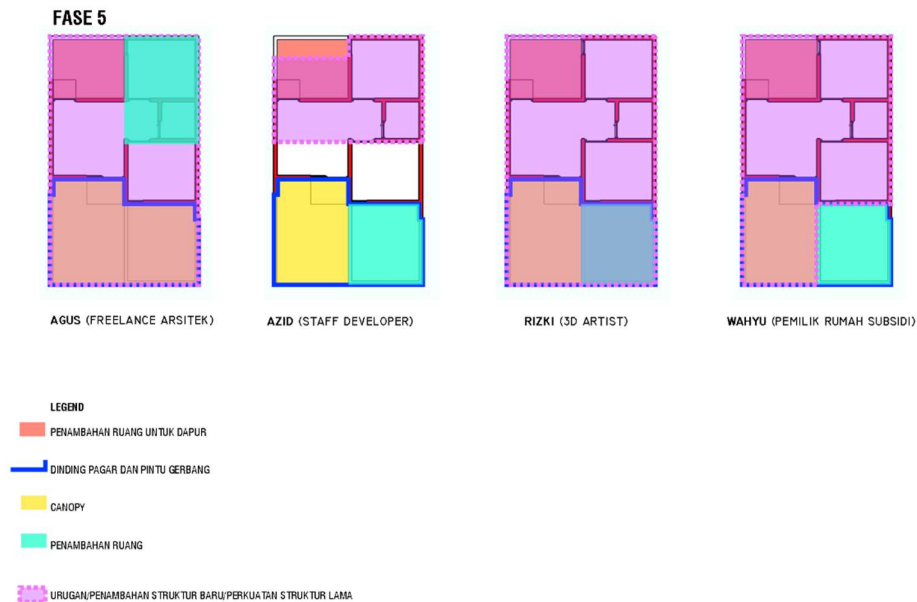 FASE 5
AGUS (FREELANCE ARSITEK)
AZID (STAFF DEVELOPER)
RIZKI (3D ARTIST)
WAHYU (PEMILIK RUMAH SUBSIDI)
LEGEND
PENAMBAHAN RUANG UNTUK DAPUR
DINDING PAGAR DAN PINTU GERBANG
CANOPY
PENAMBAHAN RUANG
URUGAN/PENAMBAHAN STRUKTUR BARU/PERKUATAN STRUKTUR LAMA